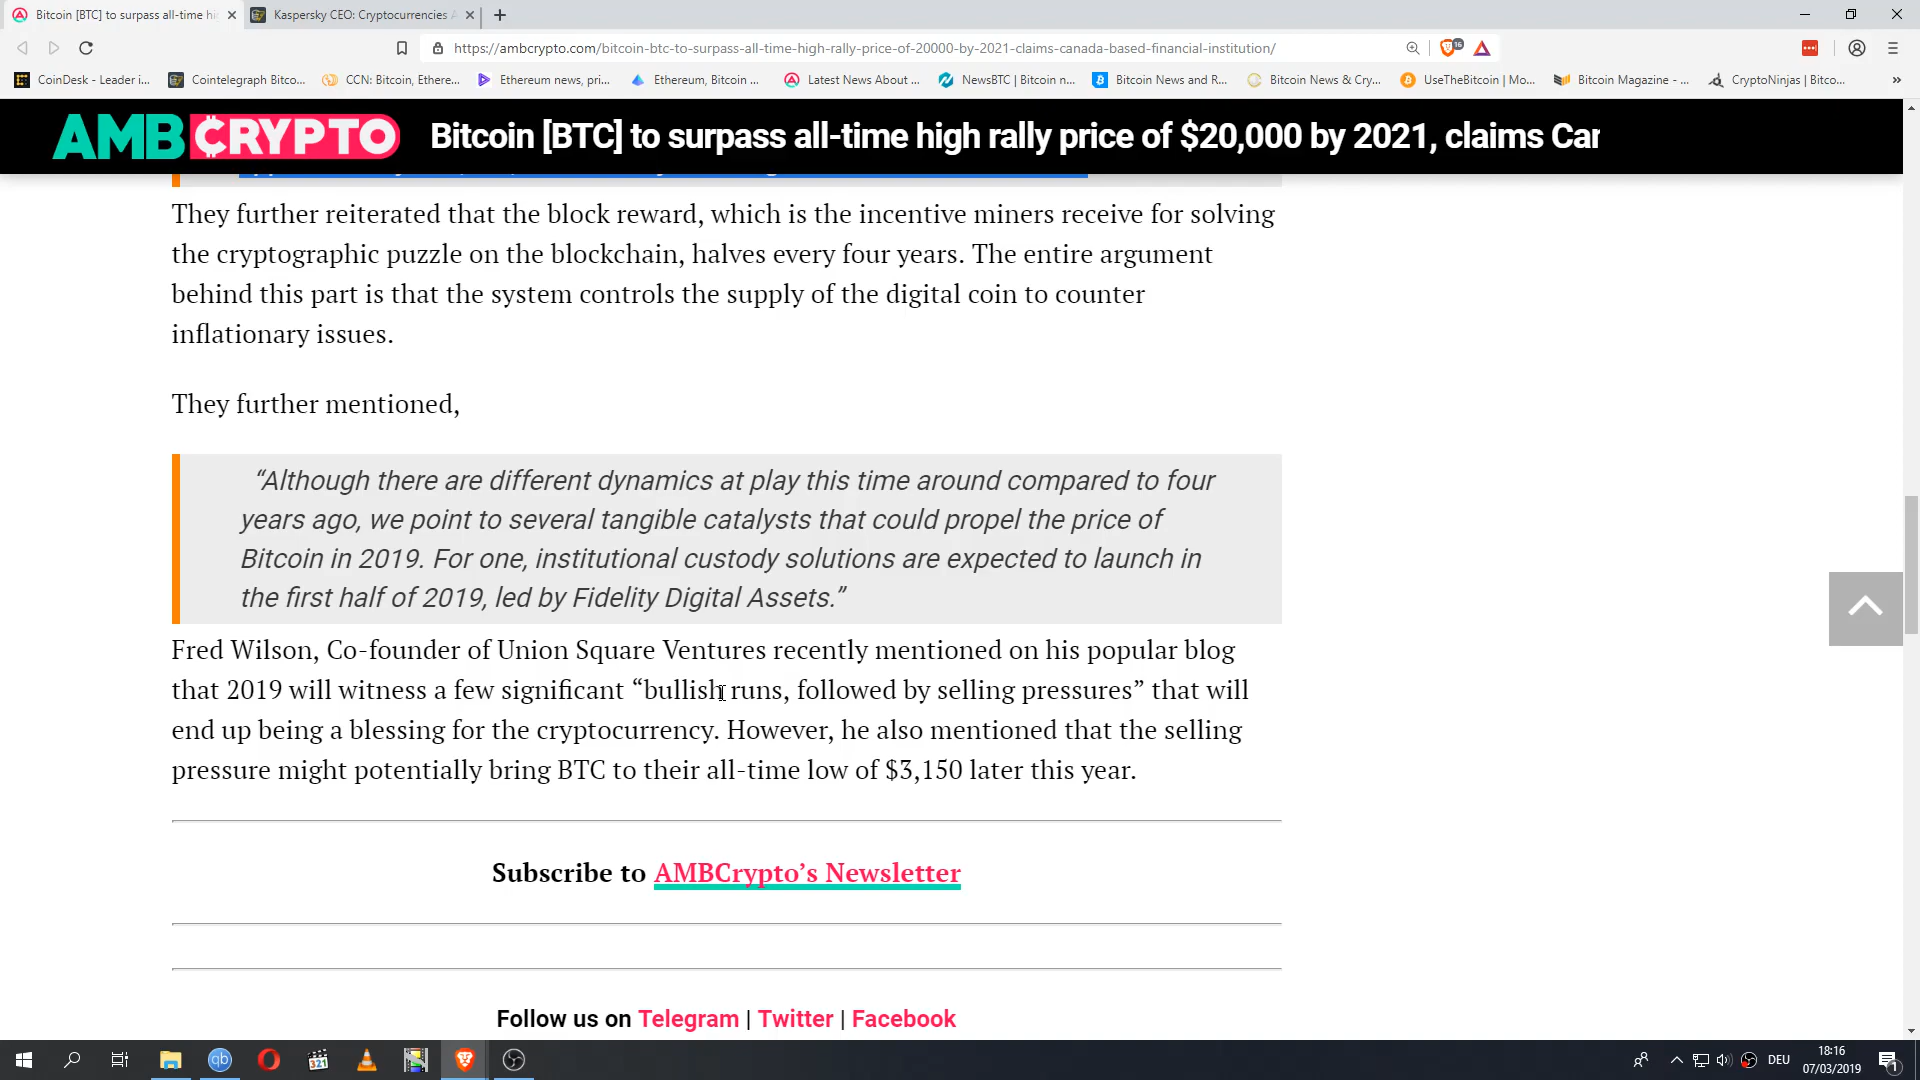 Bitcoin [BTC] to surpass all-time hi
Kaspersky CEO: Cryptocurrencies A
https://ambcrypto.com/bitcoin-btc-to-surpass-all-time-high-rally-price-of-20000-by-2021-claims-canada-based-financial-institution/
16
CoinDesk - Leader i...
Cointelegraph Bitco...
CCN: Bitcoin, Ethere...
Ethereum news, pri...
Ethereum, Bitcoin ...
Latest News About ...
NewsBTC | Bitcoin n...
Bitcoin News and R...
Bitcoin News & Cry...
UseTheBitcoin | Mo...
Bitcoin Magazine - ...
CryptoNinjas | Bitco...
»
AMBCRYPTO
Bitcoin [BTC] to surpass all-time high rally price of $20,000 by 2021, claims Car
They further reiterated that the block reward, which is the incentive miners receive for solving
the cryptographic puzzle on the blockchain, halves every four years. The entire argument
behind this part is that the system controls the supply of the digital coin to counter
inflationary issues.
They further mentioned,
“Although there are different dynamics at play this time around compared to four
years ago, we point to several tangible catalysts that could propel the price of
Bitcoin in 2019. For one, institutional custody solutions are expected to launch in
the first half of 2019, led by Fidelity Digital Assets.”
Fred Wilson, Co-founder of Union Square Ventures recently mentioned on his popular blog
that 2019 will witness a few significant “bullish runs, followed by selling pressures” that will
end up being a blessing for the cryptocurrency. However, he also mentioned that the selling
pressure might potentially bring BTC to their all-time low of $3,150 later this year.
Subscribe to AMBCrypto’s Newsletter
Follow us on Telegram | Twitter | Facebook
qb
321
DEU
18:16
07/03/2019
1